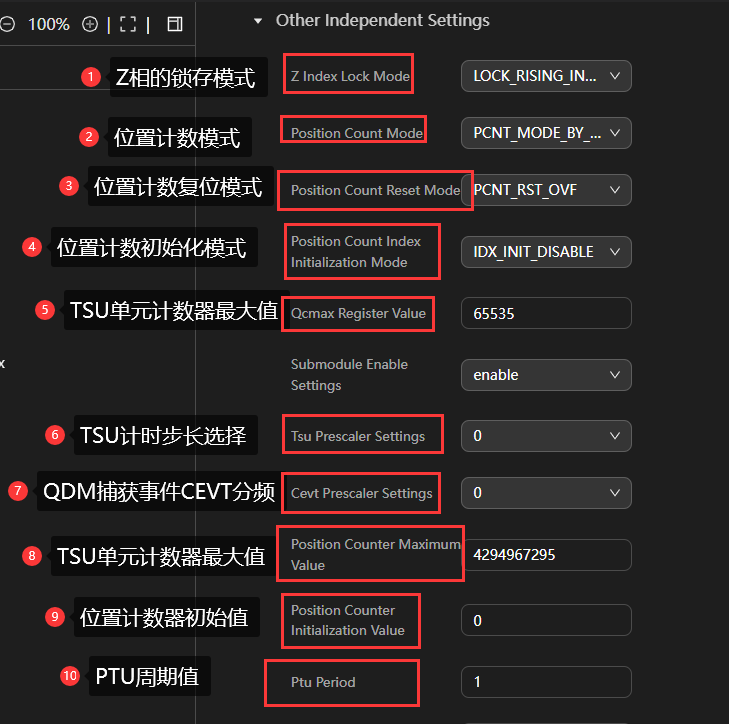 100%
Other Independent Settings
1 Z相的锁存模式 Z Index Lock Mode LOCK_RISING_IN...
2 位置计数模式 Position Count Mode PCNT_MODE_BY_...
3 位置计数复位模式 Position Count Reset Mode PCNT_RST_OVF
4 位置计数初始化模式 Position Count Index
Initialization Mode IDX_INIT_DISABLE
5 TSU单元计数器最大值 Qcmax Register Value 65535
x
Submodule Enable
Settings enable
6 TSU计时步长选择 Tsu Prescaler Settings 0
7 QDM捕获事件CEVT分频 Cevt Prescaler Settings 0
8 TSU单元计数器最大值 Position Counter Maximum
Value 4294967295
9 位置计数器初始值 Position Counter
Initialization Value 0
10 PTU周期值 Ptu Period 1